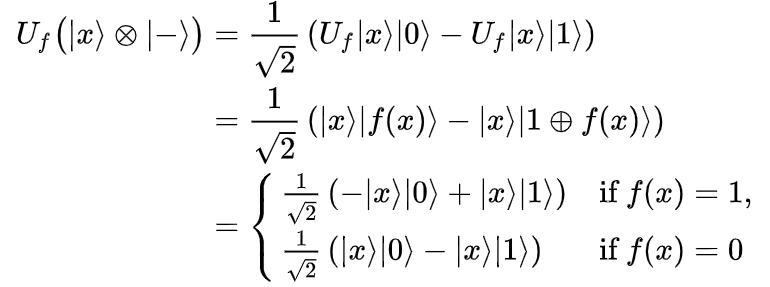 U_f(|x⟩ ⊗ |−⟩) = 1/√2 (U_f|x⟩|0⟩ − U_f|x⟩|1⟩)
= 1/√2 (|x⟩|f(x)⟩ − |x⟩|1 ⊕ f(x)⟩)
= { 1/√2 (−|x⟩|0⟩ + |x⟩|1⟩) if f(x) = 1,
1/√2 (|x⟩|0⟩ − |x⟩|1⟩) if f(x) = 0